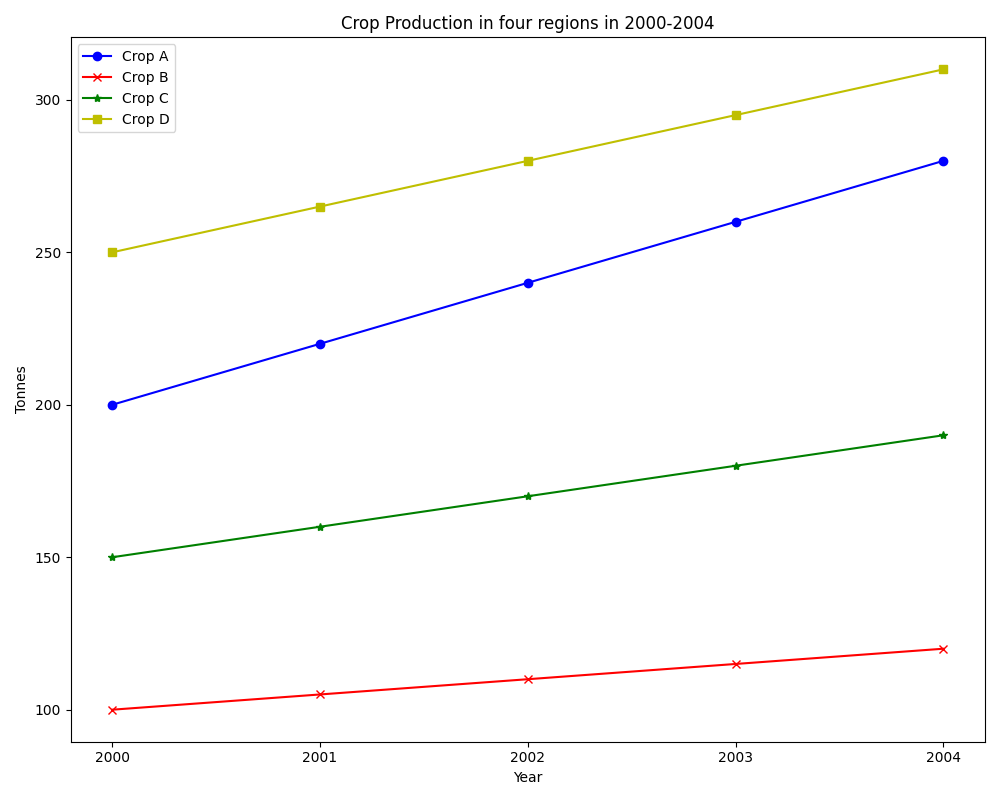 Crop Production in four regions in 2000-2004
Crop A
Crop B
Crop C
Crop D
300
250
200
150
100
Tonnes
2000 2001 2002 2003 2004
Year